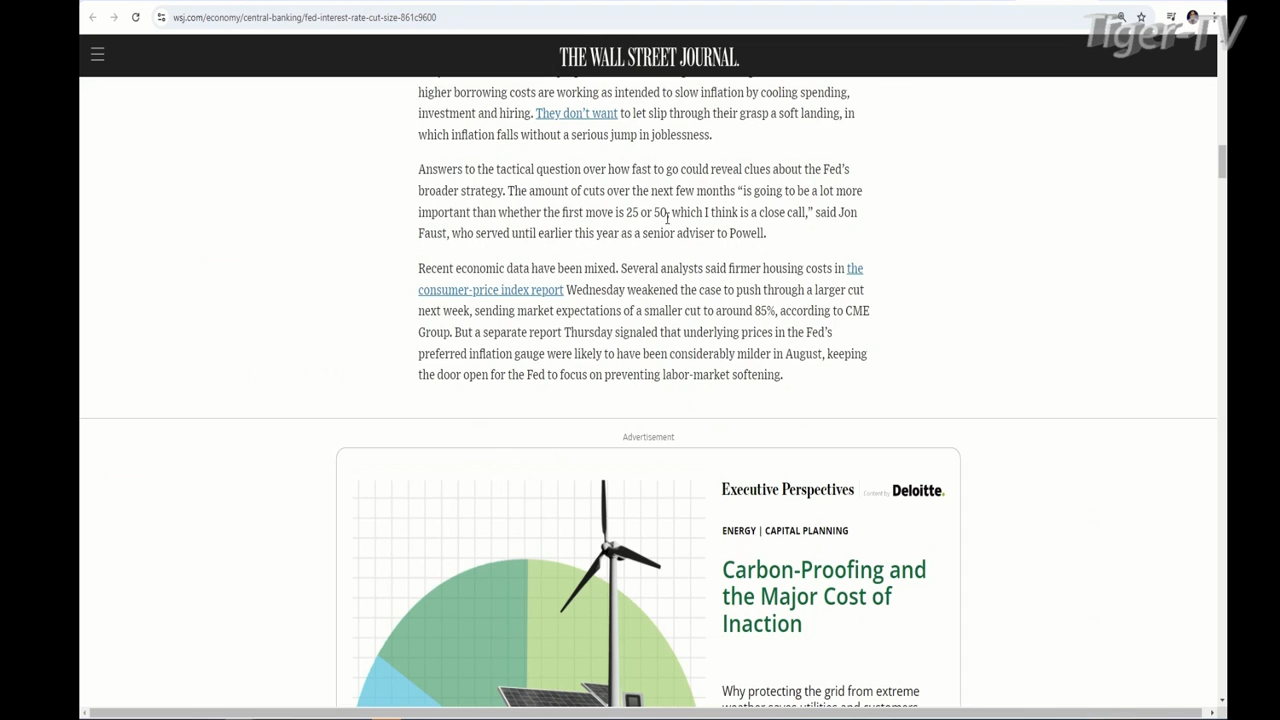 wsj.com/economy/central-banking/fed-interest-rate-cut-size-861c9600
Tiger-TV
THE WALL STREET JOURNAL.
higher borrowing costs are working as intended to slow inflation by cooling spending,
investment and hiring. They don’t want to let slip through their grasp a soft landing, in
which inflation falls without a serious jump in joblessness.
Answers to the tactical question over how fast to go could reveal clues about the Fed’s
broader strategy. The amount of cuts over the next few months “is going to be a lot more
important than whether the first move is 25 or 50, which I think is a close call,” said Jon
Faust, who served until earlier this year as a senior adviser to Powell.
Recent economic data have been mixed. Several analysts said firmer housing costs in the
consumer-price index report Wednesday weakened the case to push through a larger cut
next week, sending market expectations of a smaller cut to around 85%, according to CME
Group. But a separate report Thursday signaled that underlying prices in the Fed’s
preferred inflation gauge were likely to have been considerably milder in August, keeping
the door open for the Fed to focus on preventing labor-market softening.
Advertisement
Executive Perspectives Content by Deloitte.
ENERGY | CAPITAL PLANNING
Carbon-Proofing and
the Major Cost of
Inaction
Why protecting the grid from extreme
weather saves utilities and customers